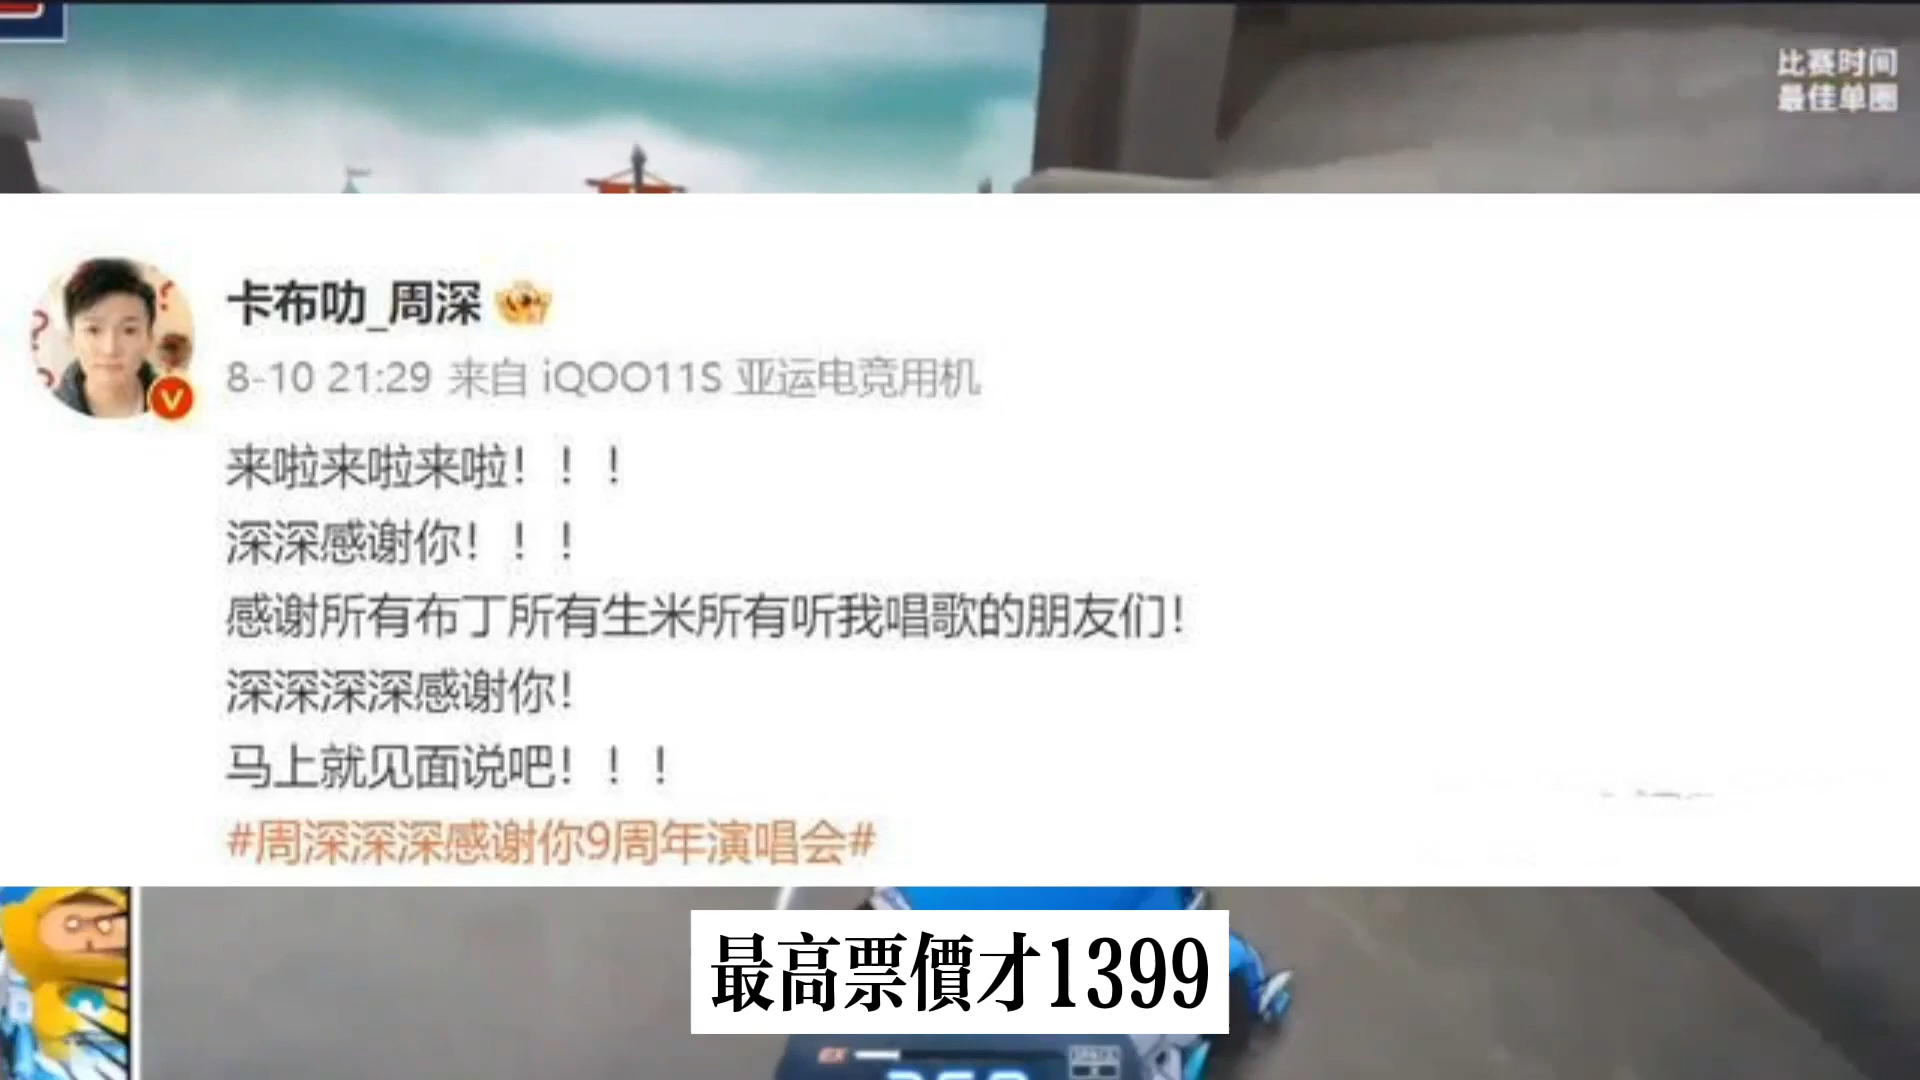 比赛时间
最佳单圈
卡布叻_周深
8-10 21:29 来自 iQOO11S 亚运电竞用机
来啦来啦来啦！！！
深深感谢你！！！
感谢所有布丁所有生米所有听我唱歌的朋友们！
深深深深感谢你！
马上就见面说吧！！！
#周深深深感谢你9周年演唱会#
最高票價才1399